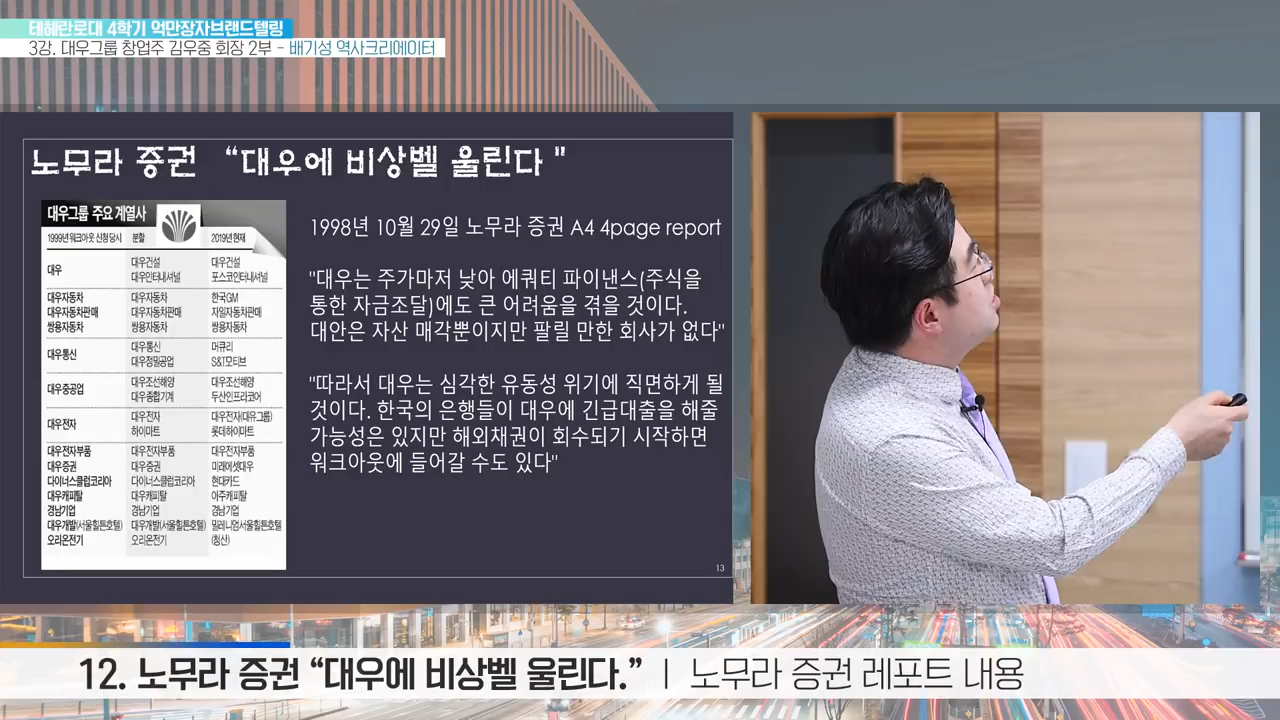 테헤란로대 4학기 억만장자브랜드텔링
3강. 대우그룹 창업주 김우중 회장 2부 - 배기성 역사크리에이터
노무라 증권 “대우에 비상벨 울린다 "
대우그룹 주요 계열사
1999년 워크아웃 신청 당시 분할 2019년 현재
대우 대우건설 대우건설
대우인터내셔널 포스코인터내셔널
대우자동차 대우자동차 한국GM
대우자동차판매 대우자동차판매 자일자동차판매
쌍용자동차 쌍용자동차 쌍용자동차
대우통신 대우통신 머큐리
대우정밀공업 S&T모티브
대우중공업 대우조선해양 대우조선해양
대우종합기계 두산인프라코어
대우전자 대우전자 대우전자(대유그룹)
하이마트 롯데하이마트
대우전자부품 대우전자부품 대우전자부품
대우증권 대우증권 미래에셋대우
다이너스클럽코리아 다이너스클럽코리아 현대카드
대우캐피탈 대우캐피탈 아주캐피탈
경남기업 경남기업 경남기업
대우개발(서울힐튼호텔) 대우개발(서울힐튼호텔) 밀레니엄서울힐튼호텔
오리온전기 오리온전기 (청산)
1998년 10월 29일 노무라 증권 A4 4page report
"대우는 주가마저 낮아 에쿼티 파이낸스(주식을
통한 자금조달)에도 큰 어려움을 겪을 것이다.
대안은 자산 매각뿐이지만 팔릴 만한 회사가 없다"
"따라서 대우는 심각한 유동성 위기에 직면하게 될
것이다. 한국의 은행들이 대우에 긴급대출을 해줄
가능성은 있지만 해외채권이 회수되기 시작하면
워크아웃에 들어갈 수도 있다"
13
12. 노무라 증권 “대우에 비상벨 울린다.” ㅣ 노무라 증권 레포트 내용